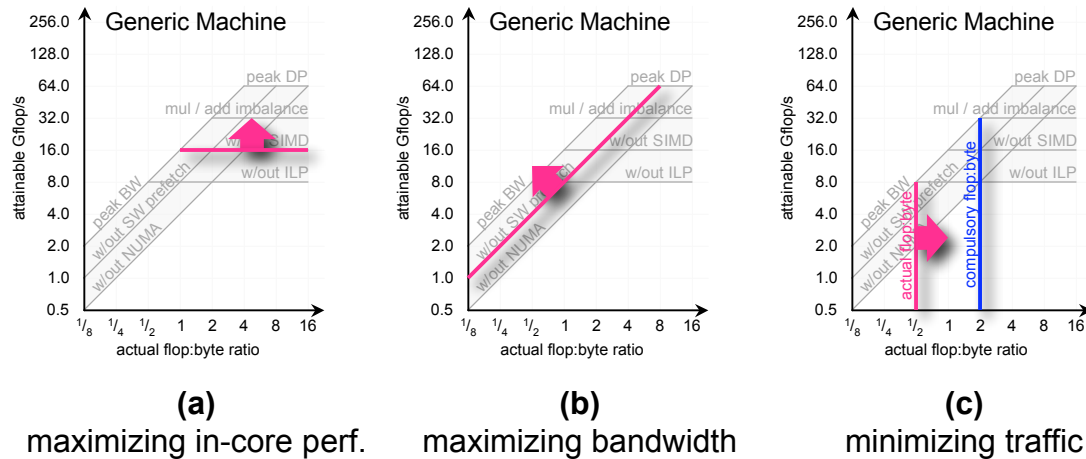 Generic Machine
256.0
128.0
64.0
32.0
16.0
8.0
4.0
2.0
1.0
0.5
attainable Gflop/s
peak DP
mul / add imbalance
w/out SIMD
w/out ILP
peak BW
w/out SW prefetch
w/out NUMA
1/8 1/4 1/2 1 2 4 8 16
actual flop:byte ratio
(a)
maximizing in-core perf.
Generic Machine
256.0
128.0
64.0
32.0
16.0
8.0
4.0
2.0
1.0
0.5
attainable Gflop/s
peak DP
mul / add imbalance
w/out SIMD
w/out ILP
peak BW
w/out SW prefetch
w/out NUMA
1/8 1/4 1/2 1 2 4 8 16
actual flop:byte ratio
(b)
maximizing bandwidth
Generic Machine
256.0
128.0
64.0
32.0
16.0
8.0
4.0
2.0
1.0
0.5
attainable Gflop/s
peak DP
mul / add imbalance
w/out SIMD
w/out ILP
peak BW
w/out SW prefetch
w/out NUMA
actual flop:byte
compulsory flop:byte
1/8 1/4 1/2 1 2 4 8 16
actual flop:byte ratio
(c)
minimizing traffic